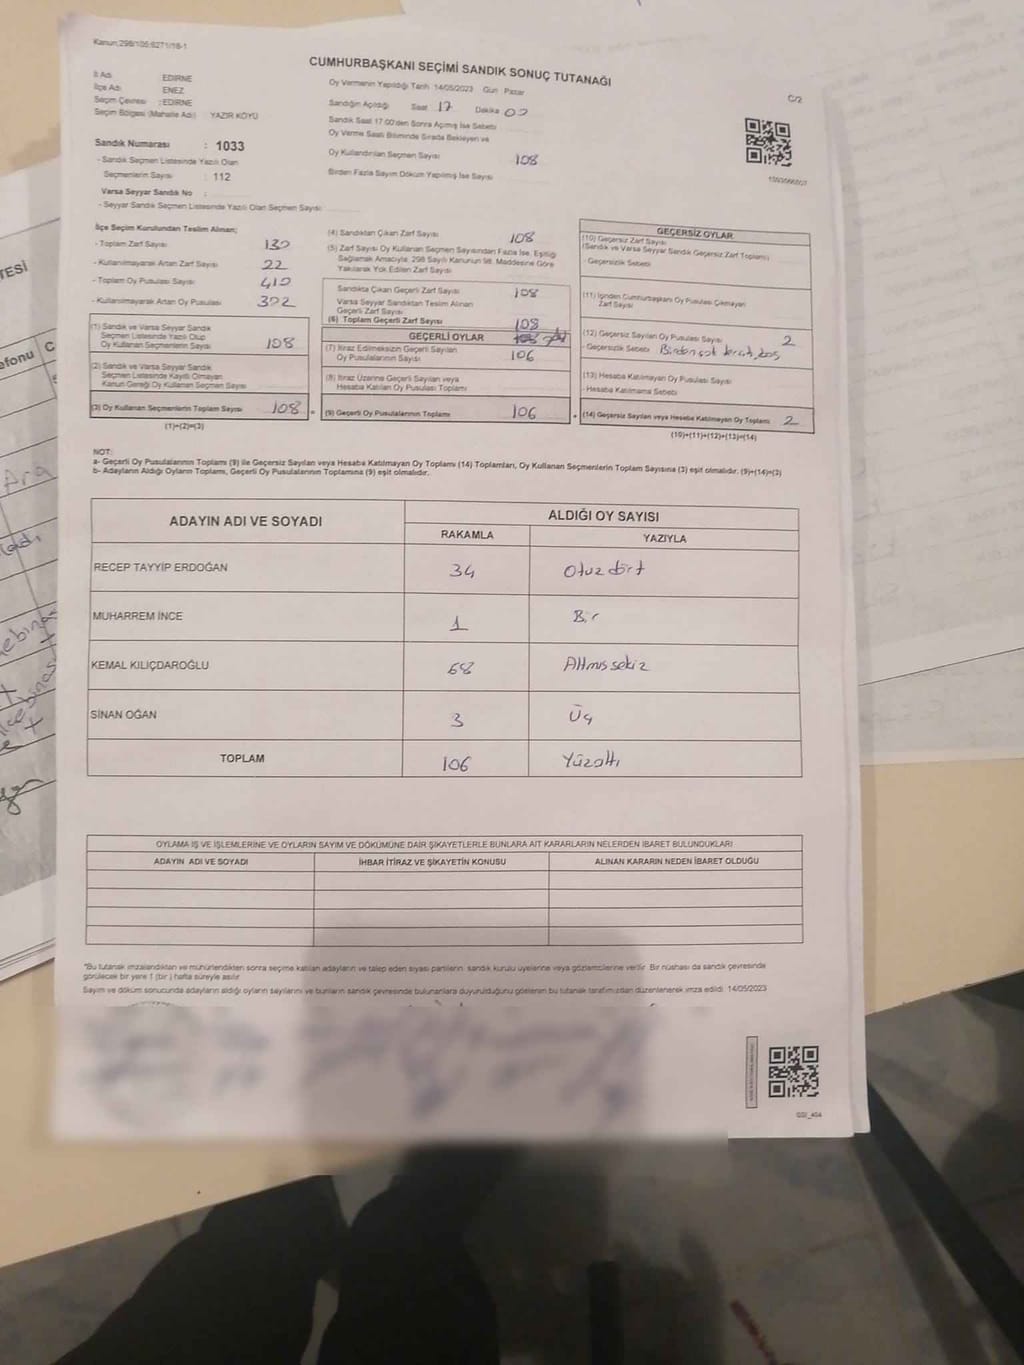 Kanun:298/105;6271/18-1
CUMHURBAŞKANI SEÇİMİ SANDIK SONUÇ TUTANAĞI
C/2
İl Adı EDİRNE
İlçe Adı ENEZ
Seçim Çevresi : EDİRNE
Seçim Bölgesi (Mahalle Adı) YAZIR KÖYÜ
Oy Vermenin Yapıldığı Tarih 14/05/2023 Gün Pazar
Sandığın Açıldığı Saat 17 Dakika 02
Sandık Saat 17:00'den Sonra Açılmış İse Sebebi
Oy Verme Saati Bitiminde Sırada Bekleyen ve
Oy Kullandırılan Seçmen Sayısı 108
Birden Fazla Sayım Döküm Yapılmış İse Sayısı
Sandık Numarası : 1033
- Sandık Seçmen Listesinde Yazılı Olan
Seçmenlerin Sayısı : 112
Varsa Seyyar Sandık No :
- Seyyar Sandık Seçmen Listesinde Yazılı Olan Seçmen Sayısı:
İlçe Seçim Kurulundan Teslim Alınan;
- Toplam Zarf Sayısı 130
- Kullanılmayarak Artan Zarf Sayısı 22
- Toplam Oy Pusulası Sayısı 410
- Kullanılmayarak Artan Oy Pusulası 302
(1) Sandık ve Varsa Seyyar Sandık
Seçmen Listesinde Yazılı Olup
Oy Kullanan Seçmenlerin Sayısı 108
(2) Sandık ve Varsa Seyyar Sandık
Seçmen Listesinde Kayıtlı Olmayan
Kanun Gereği Oy Kullanan Seçmen Sayısı
(3) Oy Kullanan Seçmenlerin Toplam Sayısı 108 =
(1)+(2)=(3)
(4) Sandıktan Çıkan Zarf Sayısı 108
(5) Zarf Sayısı Oy Kullanan Seçmen Sayısından Fazla İse, Eşitliği
Sağlamak Amacıyla, 298 Sayılı Kanunun 98. Maddesine Göre
Yakılarak Yok Edilen Zarf Sayısı
Sandıkta Çıkan Geçerli Zarf Sayısı 108
Varsa Seyyar Sandıktan Teslim Alınan
Geçerli Zarf Sayısı
(6) Toplam Geçerli Zarf Sayısı 108
GEÇERLİ OYLAR 108
(7) İtiraz Edilmeksizin Geçerli Sayılan
Oy Pusulalarının Sayısı 106
(8) İtiraz Üzerine Geçerli Sayılan veya
Hesaba Katılan Oy Pusulası Toplamı
(9) Geçerli Oy Pusulalarının Toplamı 106 +
GEÇERSİZ OYLAR
(10) Geçersiz Zarf Sayısı
(Sandık ve Varsa Seyyar Sandık Geçersiz Zarf Toplamı)
- Geçersizlik Sebebi
(11) İçinden Cumhurbaşkanı Oy Pusulası Çıkmayan
Zarf Sayısı
(12) Geçersiz Sayılan Oy Pusulası Sayısı 2
- Geçersizlik Sebebi Birden çok
(13) Hesaba Katılmayan Oy Pusulası Sayısı
- Hesaba Katılmama Sebebi
(14) Geçersiz Sayılan veya Hesaba Katılmayan Oy Toplamı 2
(10)+(11)+(12)+(13)=(14)
NOT:
a- Geçerli Oy Pusulalarının Toplamı (9) ile Geçersiz Sayılan veya Hesaba Katılmayan Oy Toplamı (14) Toplamları, Oy Kullanan Seçmenlerin Toplam Sayısına (3) eşit olmalıdır. (9)+(14)=(3)
b- Adayların Aldığı Oyların Toplamı, Geçerli Oy Pusulalarının Toplamına (9) eşit olmalıdır.
ADAYIN ADI VE SOYADI
ALDIĞI OY SAYISI
RAKAMLA YAZIYLA
RECEP TAYYİP ERDOĞAN 34 Otuz dört
MUHARREM İNCE 1 Bir
KEMAL KILIÇDAROĞLU 68 Altmış sekiz
SİNAN OĞAN 3 Üç
TOPLAM 106 Yüzaltı
OYLAMA İŞ VE İŞLEMLERİNE VE OYLARIN SAYIM VE DÖKÜMÜNE DAİR ŞİKAYETLERLE BUNLARA AİT KARARLARIN NELERDEN İBARET BULUNDUKLARI
ADAYIN ADI VE SOYADI İHBAR İTİRAZ VE ŞİKAYETİN KONUSU ALINAN KARARIN NEDEN İBARET OLDUĞU
*Bu tutanak imzalandıktan ve mühürlendikten sonra seçime katılan adayların ve talep eden siyasi partilerin sandık kurulu üyelerine veya gözlemcilerine verilir. Bir nüshası da sandık çevresinde
görülecek bir yere 1 (bir ) hafta süreyle asılır.
Sayım ve döküm sonucunda adayların aldığı oyların sayılarını ve bunların sandık çevresinde bulunanlara duyurulduğunu gösteren bu tutanak tarafımızdan düzenlenerek imza edildi. 14/05/2023